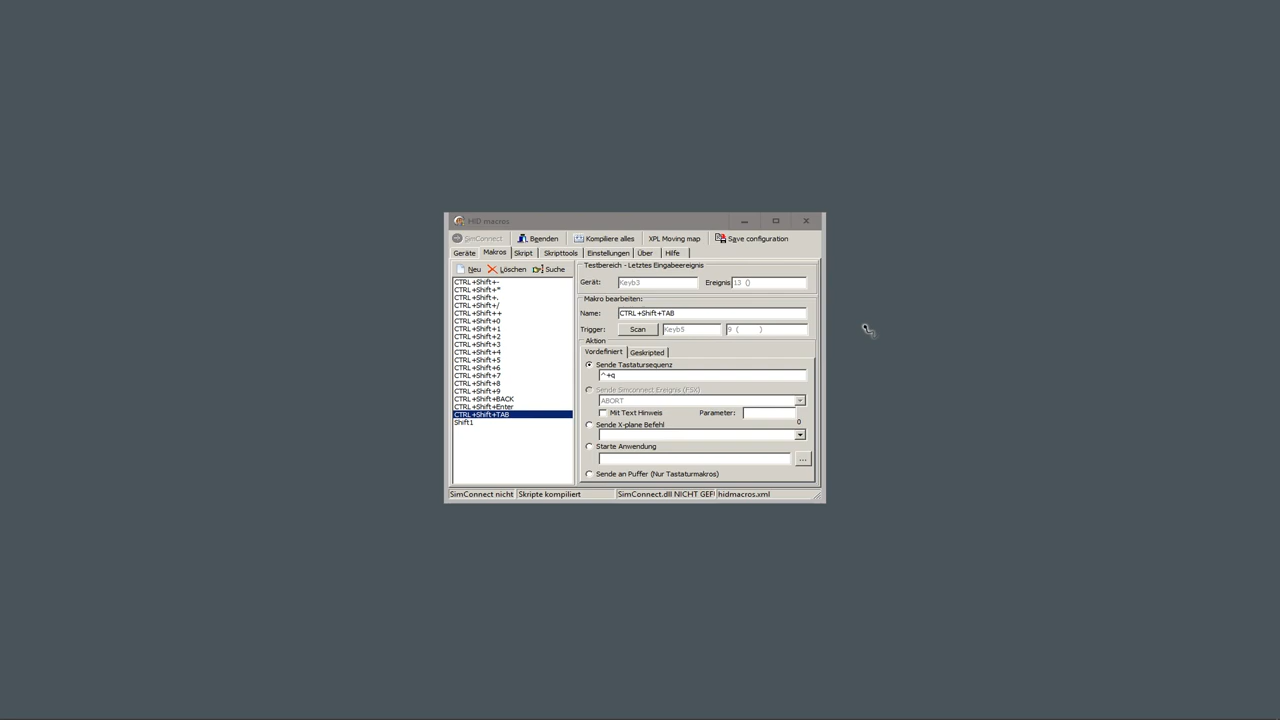 HID macros
SimConnect Beenden Kompiliere alles XPL Moving map Save configuration
Geräte Makros Skript Skripttools Einstellungen Über Hilfe
Neu Löschen Suche
CTRL+Shift+-
CTRL+Shift+*
CTRL+Shift+.
CTRL+Shift+/
CTRL+Shift++
CTRL+Shift+0
CTRL+Shift+1
CTRL+Shift+2
CTRL+Shift+3
CTRL+Shift+4
CTRL+Shift+5
CTRL+Shift+6
CTRL+Shift+7
CTRL+Shift+8
CTRL+Shift+9
CTRL+Shift+BACK
CTRL+Shift+Enter
CTRL+Shift+TAB
Shift1
Testbereich - Letztes Eingabeereignis
Gerät: Keyb3 Ereignis 13 ()
Makro bearbeiten:
Name: CTRL+Shift+TAB
Trigger: Scan Keyb5 9 ( )
Aktion
Vordefiniert Geskripted
Sende Tastatursequenz
^+q
Sende Simconnect Ereignis (FSX)
ABORT
Mit Text Hinweis Parameter:
0
Sende X-plane Befehl
Starte Anwendung
...
Sende an Puffer (Nur Tastaturmakros)
SimConnect nicht Skripte kompiliert SimConnect.dll NICHT GEF hidmacros.xml